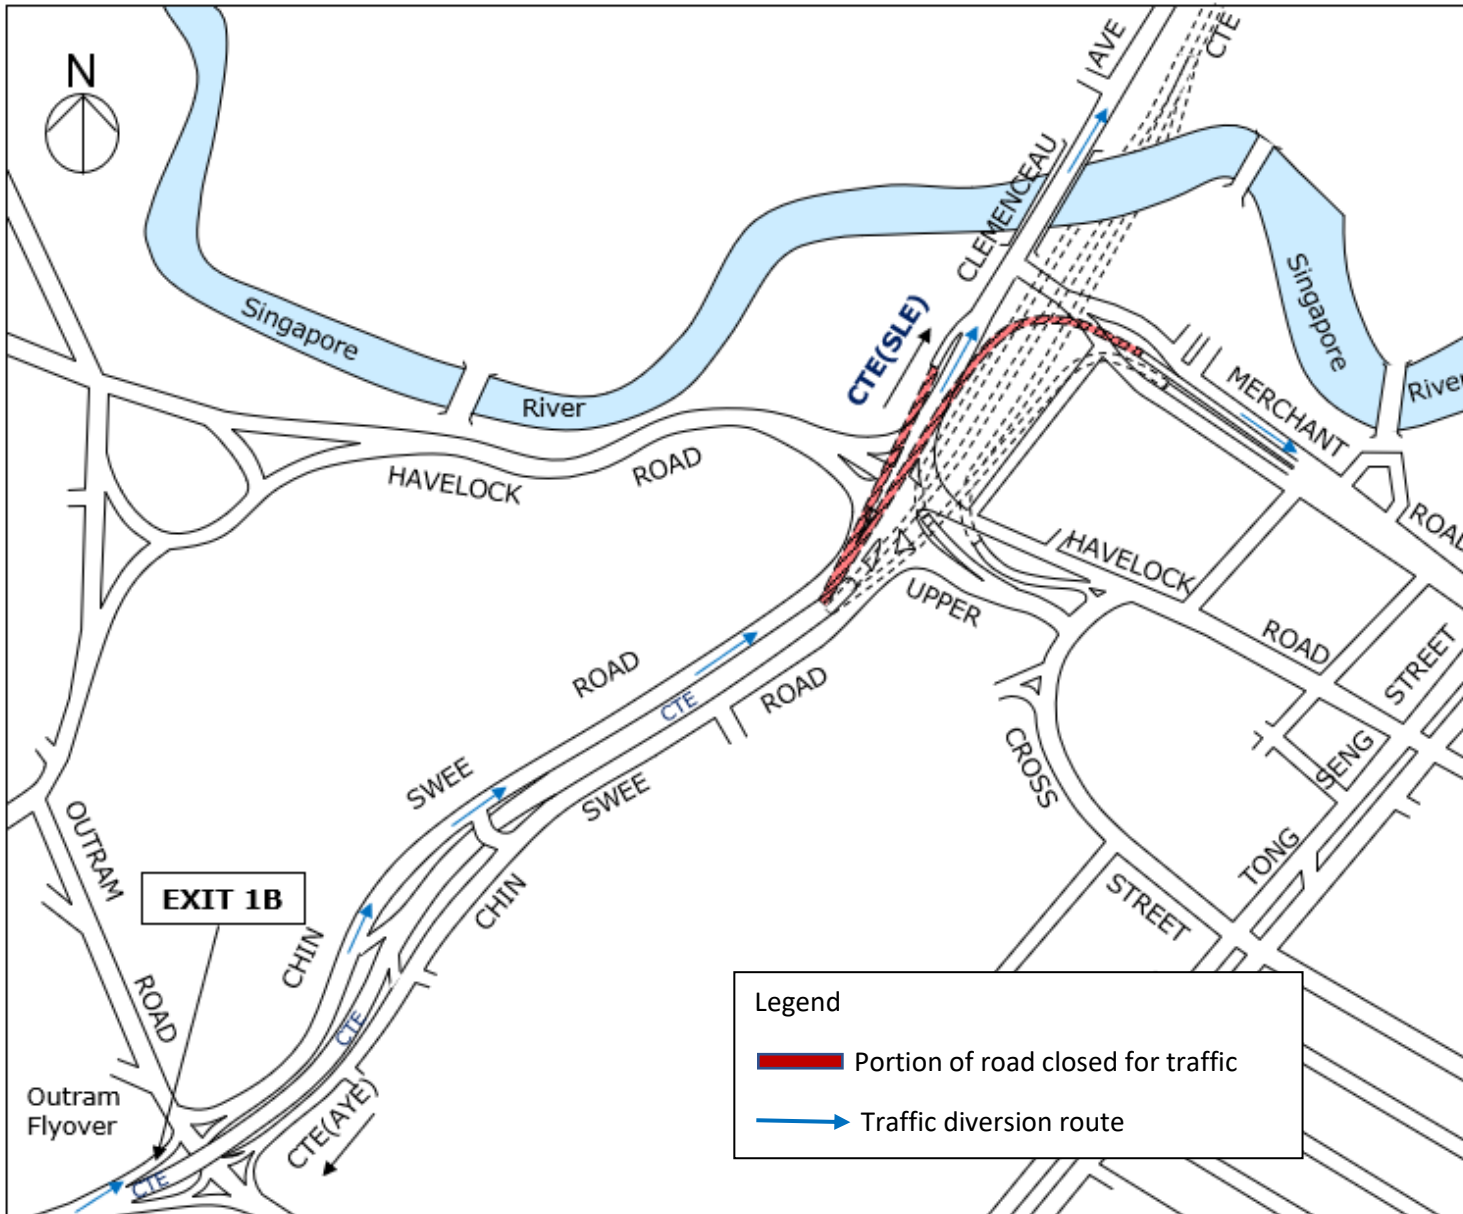 N
AVE
CTE
CLEMENCEAU
Singapore
River
Singapore
River
CTE(SLE)
MERCHANT
ROAD
HAVELOCK
ROAD
HAVELOCK
ROAD
UPPER
CROSS
STREET
STREET
SENG
TONG
ROAD
SWEE
CHIN
CTE
ROAD
SWEE
CHIN
OUTRAM
ROAD
EXIT 1B
CTE
Outram
Flyover
CTE
CTE(AYE)
Legend
Portion of road closed for traffic
Traffic diversion route